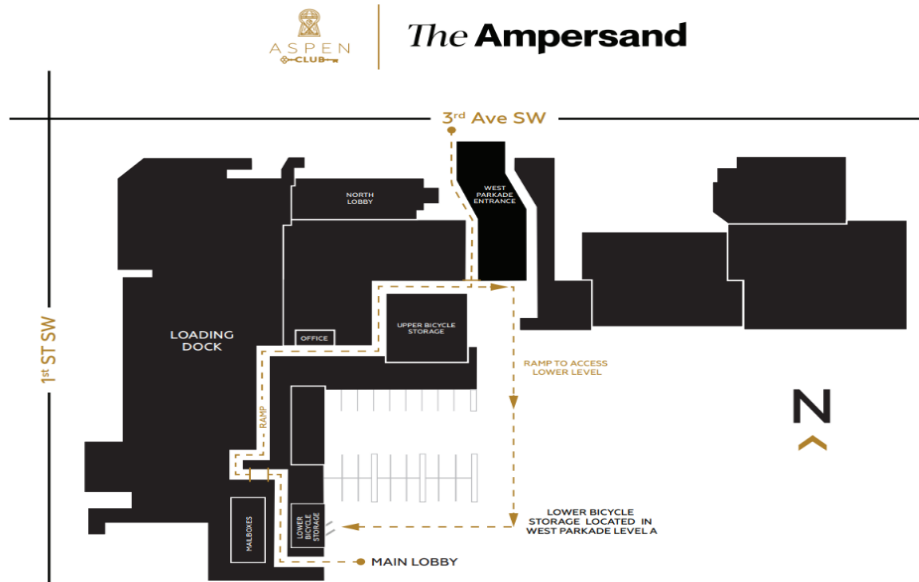 ASPEN
CLUB
The Ampersand
3rd Ave SW
1st ST SW
NORTH
LOBBY
WEST
PARKADE
ENTRANCE
LOADING
DOCK
OFFICE
UPPER BICYCLE
STORAGE
RAMP TO ACCESS
LOWER LEVEL
RAMP
N
MAILBOXES
LOWER
BICYCLE
STORAGE
LOWER BICYCLE
STORAGE LOCATED IN
WEST PARKADE LEVEL A
MAIN LOBBY